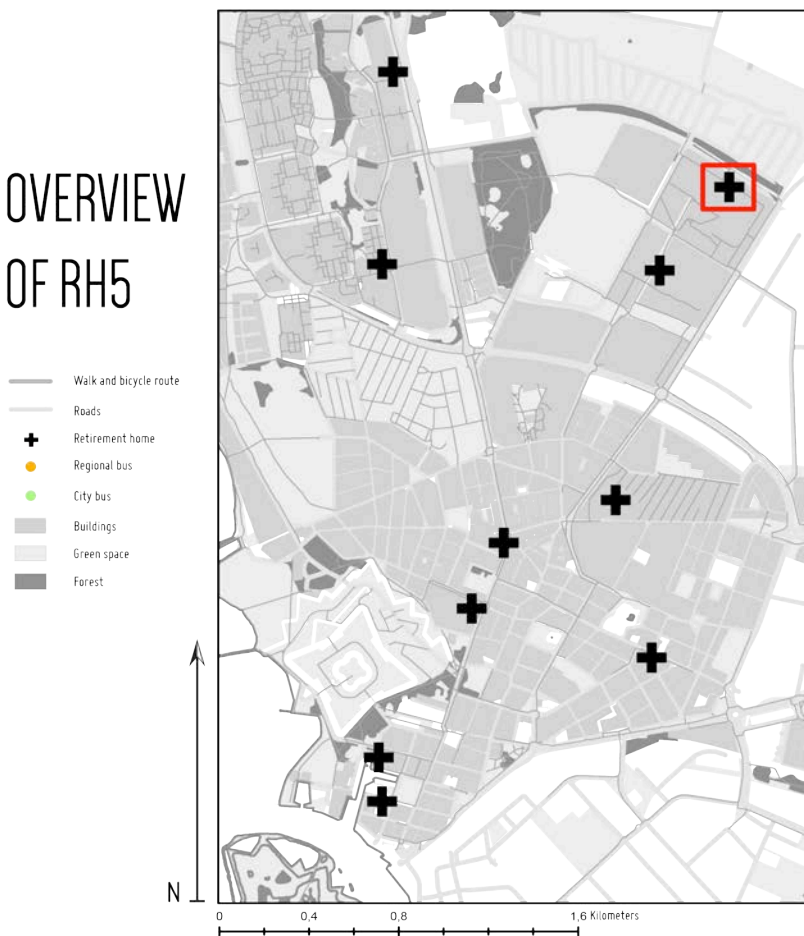 OVERVIEW
OF RH5
Walk and bicycle route
Roads
Retirement home
Regional bus
City bus
Buildings
Green space
Forest
N
0 0,4 0,8 1,6 Kilometers